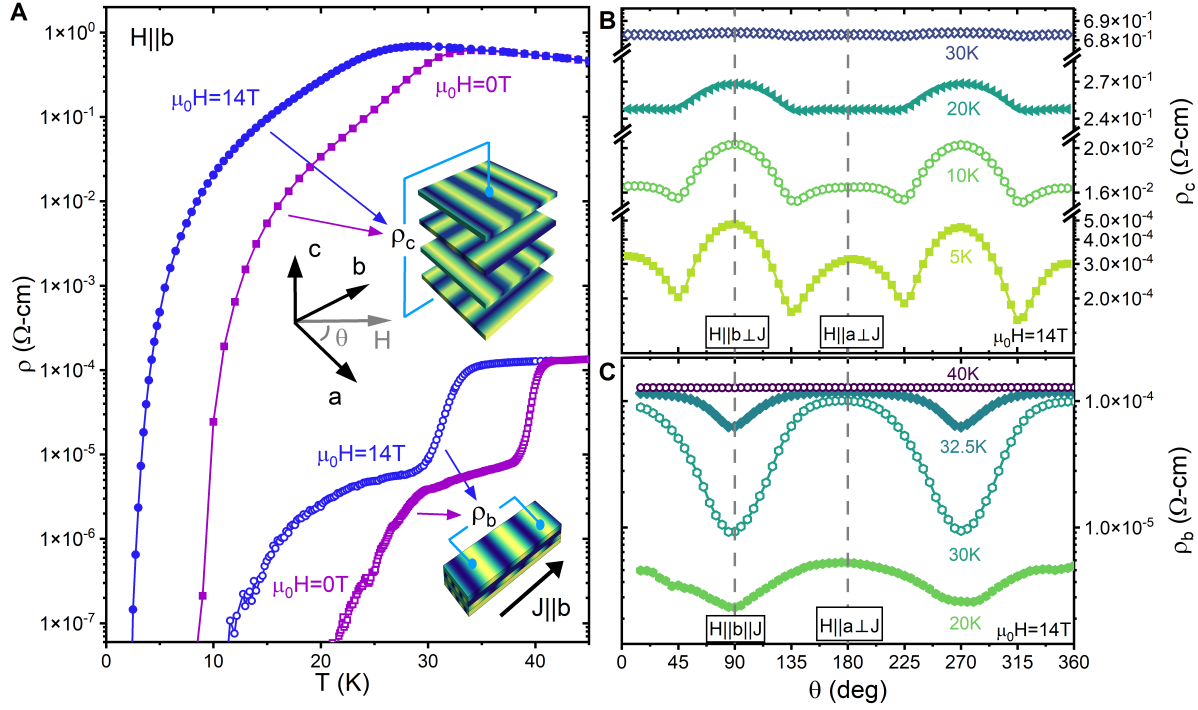 A
H||b
μ₀H=14T
μ₀H=0T
ρc
c
b
θ
H
a
μ₀H=14T
ρb
μ₀H=0T
J||b
1×10⁰
1×10⁻¹
1×10⁻²
1×10⁻³
1×10⁻⁴
1×10⁻⁵
1×10⁻⁶
1×10⁻⁷
ρ (Ω-cm)
0 10 20 30 40
T (K)
B
30K
20K
10K
5K
H||b⊥J
H||a⊥J
μ₀H=14T
6.9×10⁻¹
6.8×10⁻¹
2.7×10⁻¹
2.4×10⁻¹
2.0×10⁻²
1.6×10⁻²
5.0×10⁻⁴
4.0×10⁻⁴
3.0×10⁻⁴
2.0×10⁻⁴
ρc (Ω-cm)
C
40K
32.5K
30K
20K
H||b||J
H||a⊥J
μ₀H=14T
1.0×10⁻⁴
1.0×10⁻⁵
ρb (Ω-cm)
0 45 90 135 180 225 270 315 360
θ (deg)